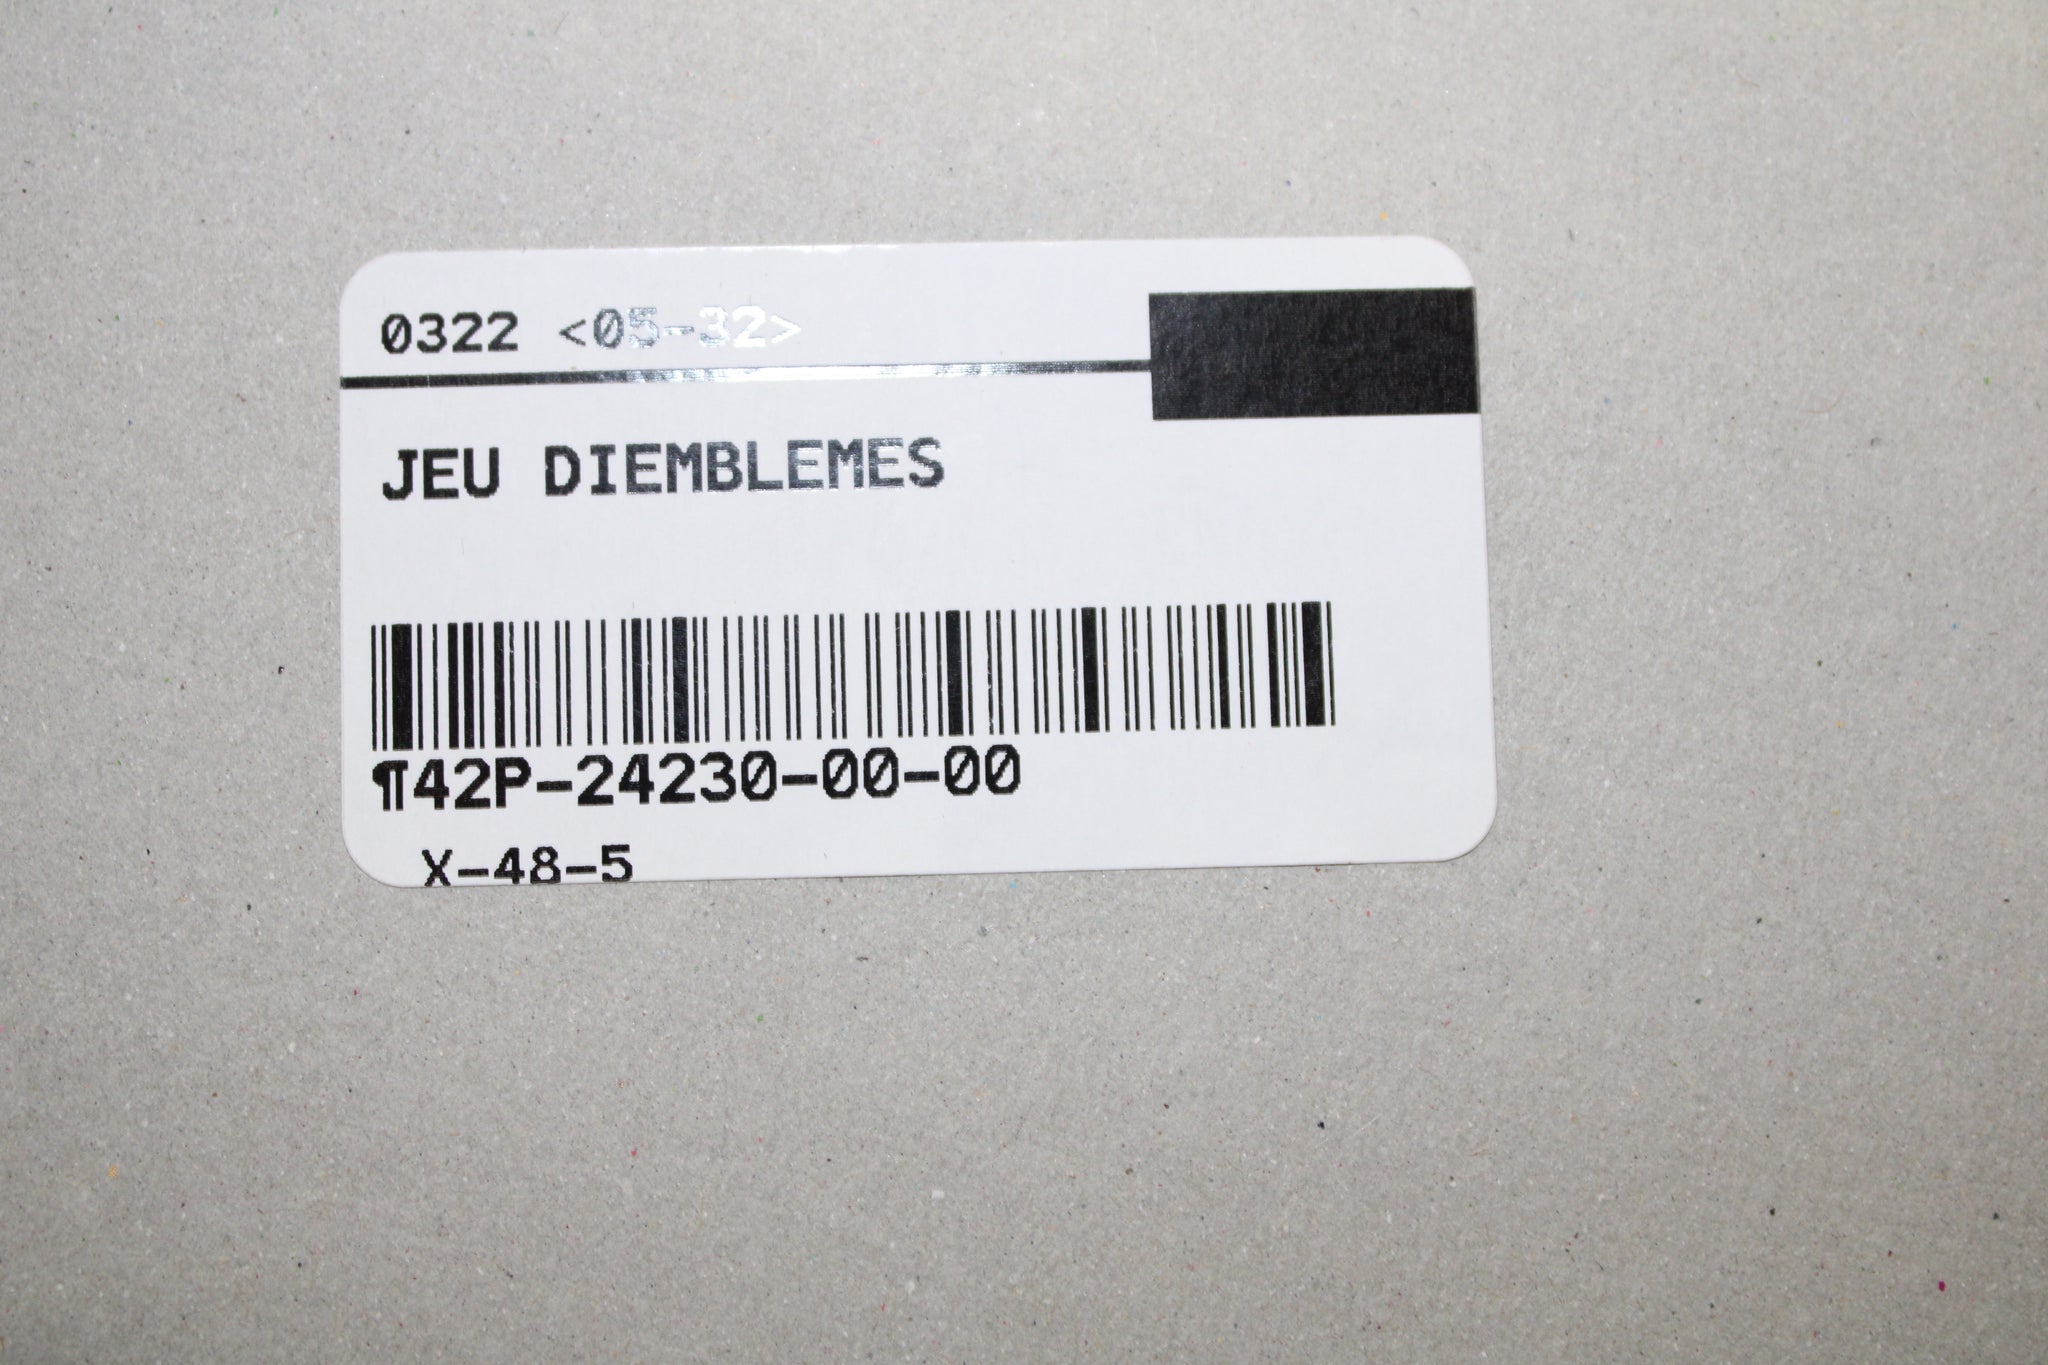 0322 <05-32>
JEU DIEMBLEMES
¶42P-24230-00-00
X-48-5